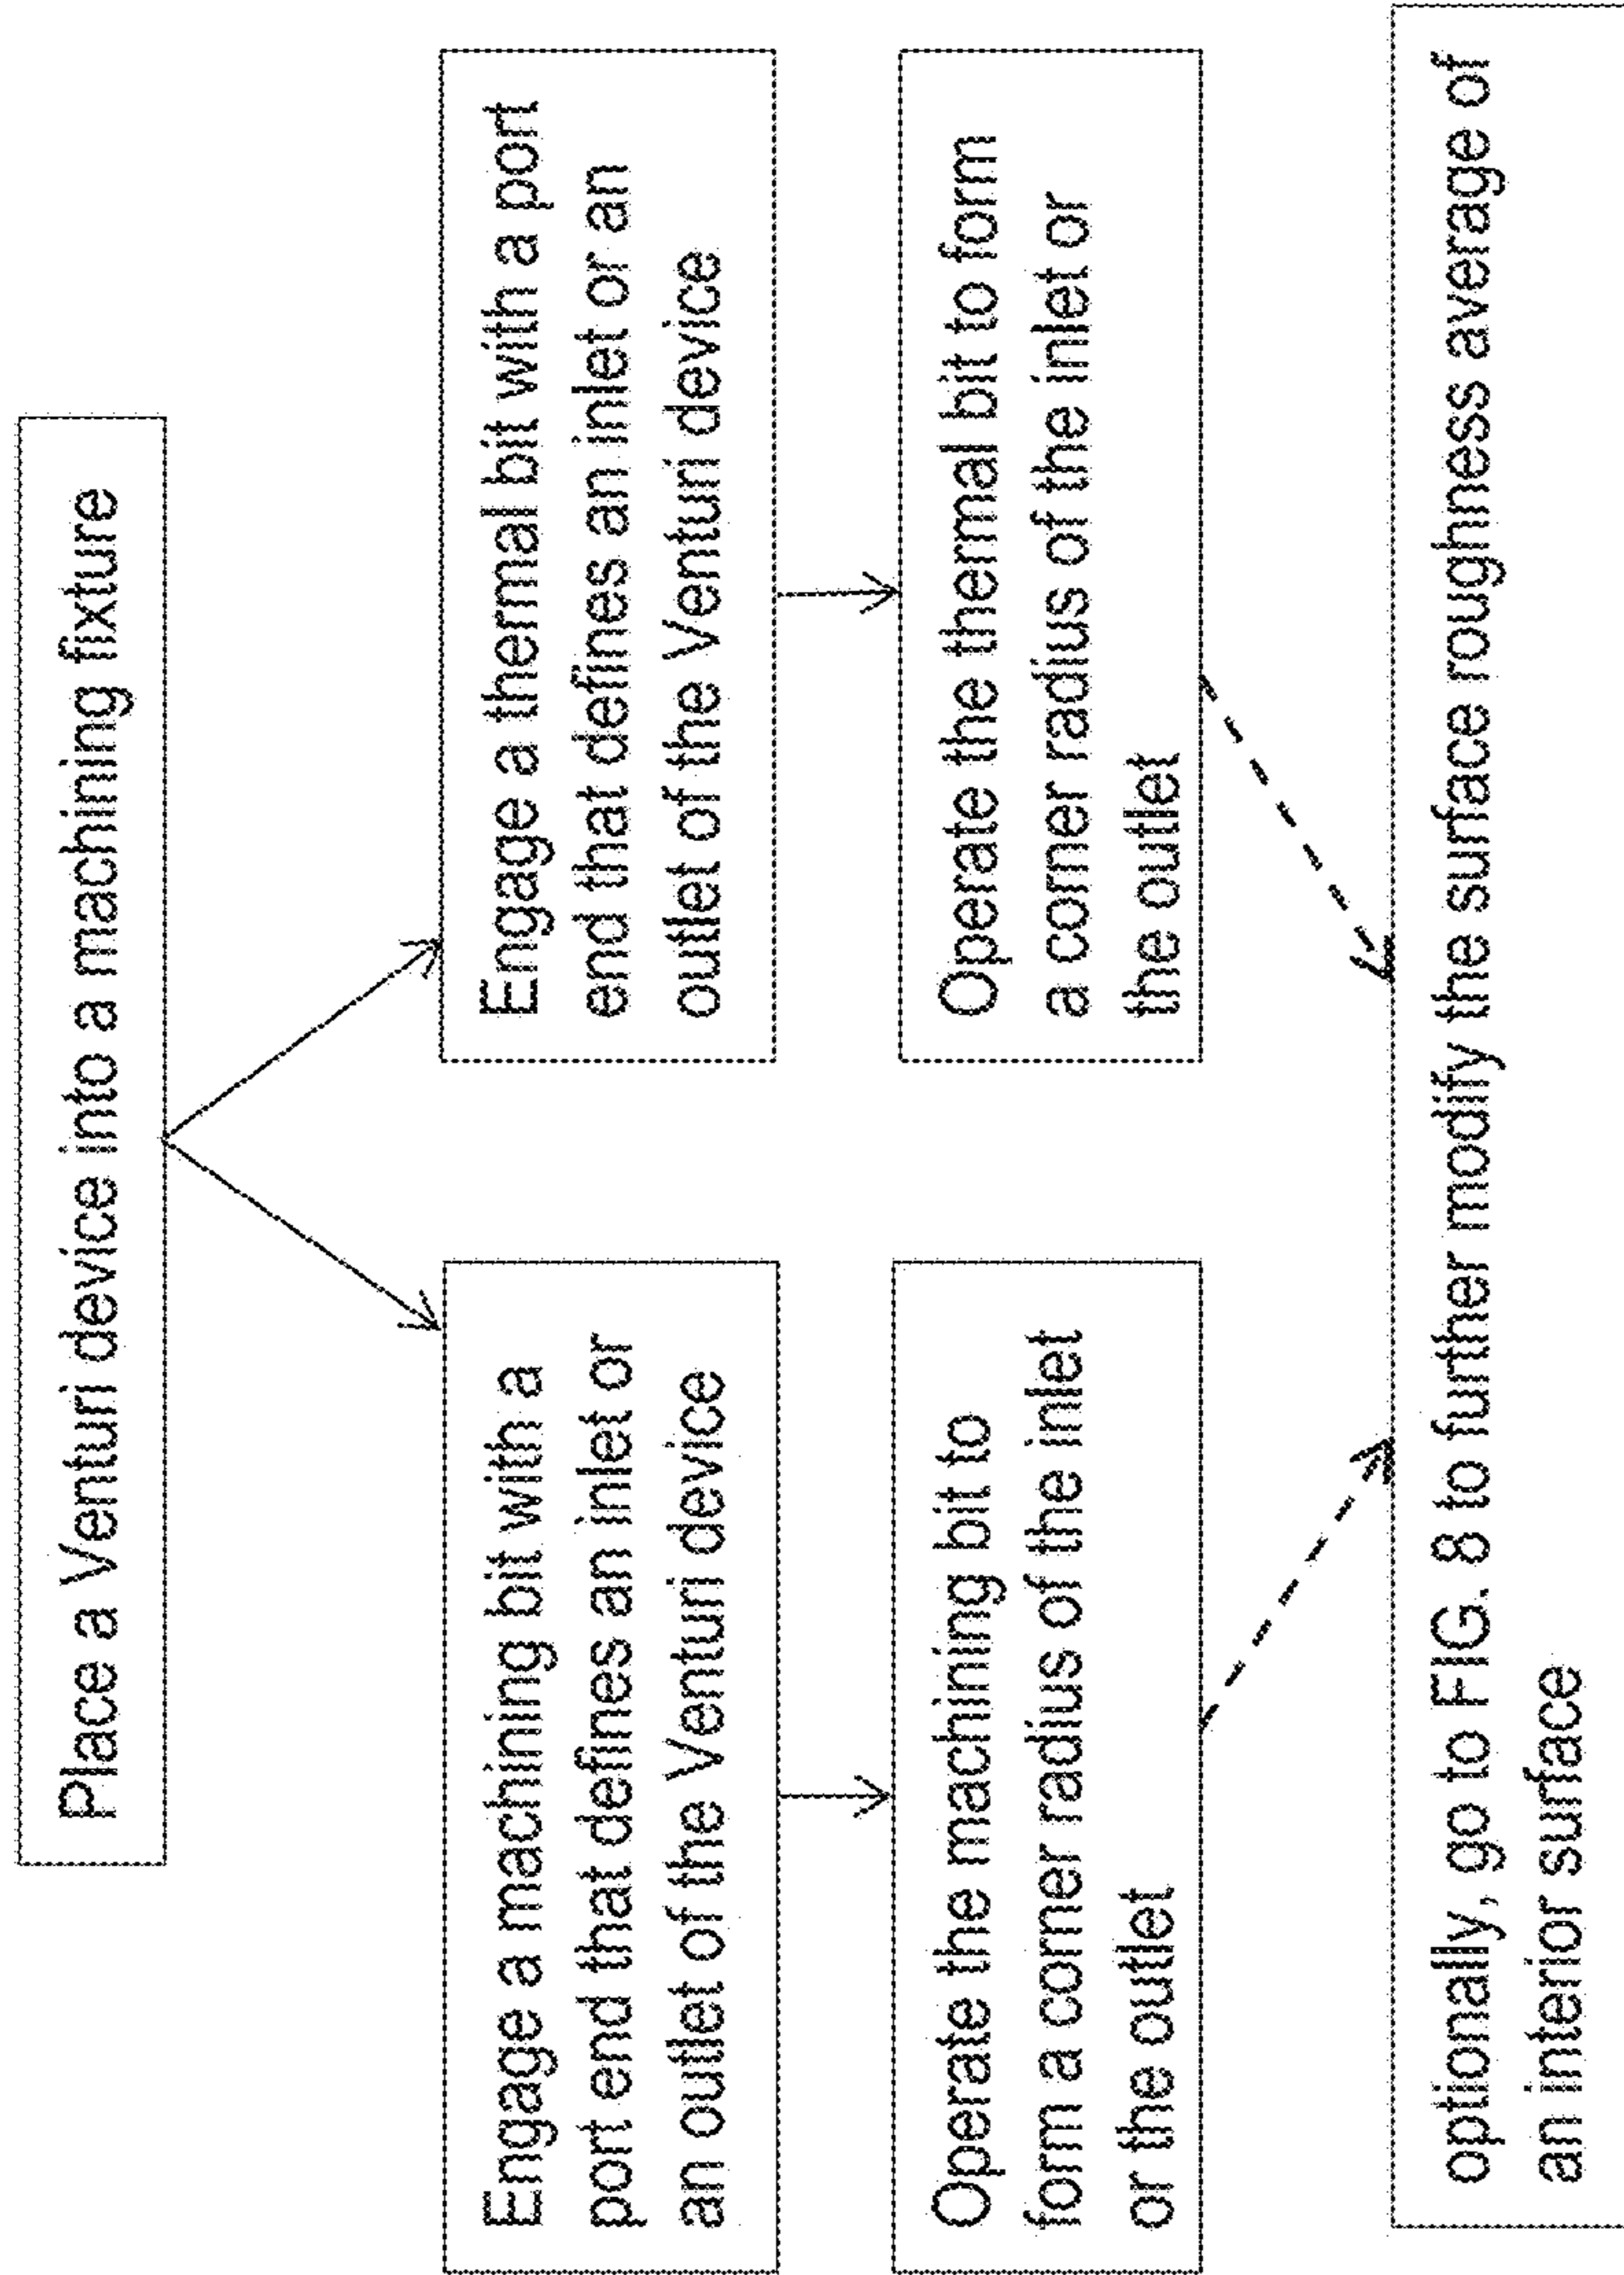 Place a Venturi device into a machining fixture
Engage a machining bit with a
port end that defines an inlet or
an outlet of the Venturi device
Engage a thermal bit with a port
end that defines an inlet or an
outlet of the Venturi device
Operate the machining bit to
form a corner radius of the inlet
or the outlet
Operate the thermal bit to form
a corner radius of the inlet or
the outlet
optionally, go to FIG. 8 to further modify the surface roughness average of
an interior surface